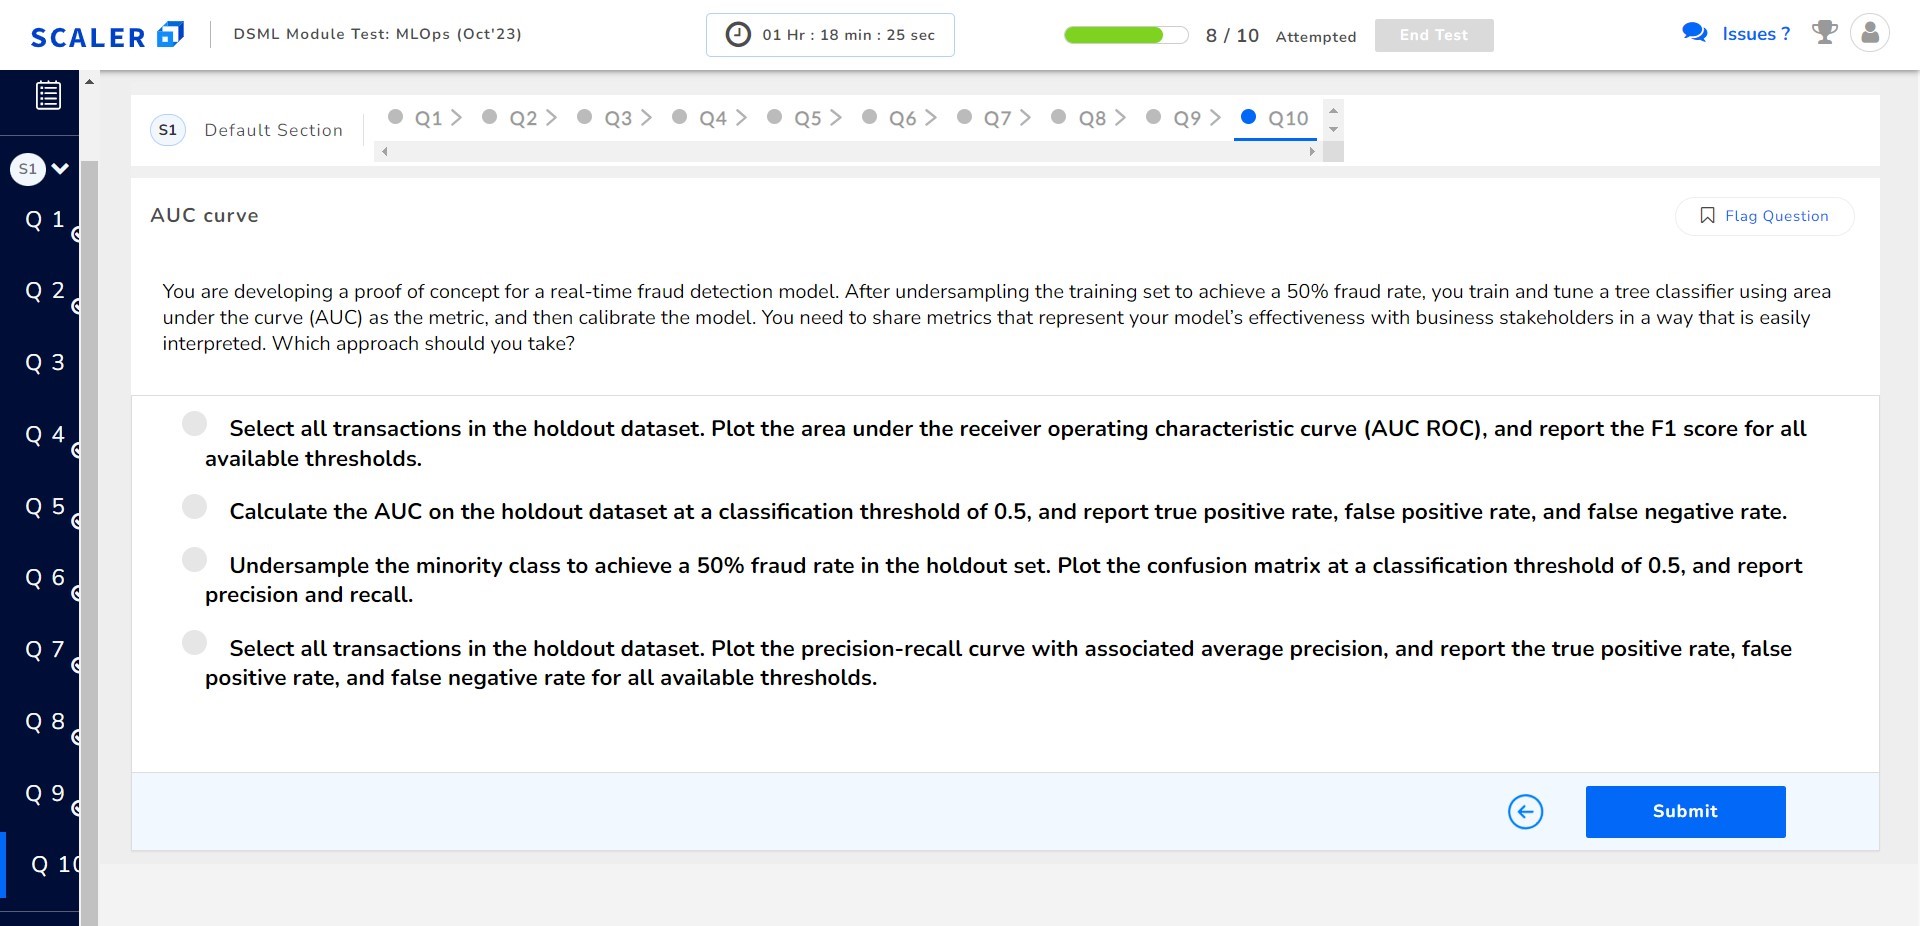 SCALER
DSML Module Test: MLOps (Oct'23)
01 Hr : 18 min : 25 sec
8 / 10 Attempted
End Test
Issues ?
S1
Default Section
Q1
Q2
Q3
Q4
Q5
Q6
Q7
Q8
Q9
Q10
S1
Q 1
Q 2
Q 3
Q 4
Q 5
Q 6
Q 7
Q 8
Q 9
Q 10
AUC curve
Flag Question
You are developing a proof of concept for a real-time fraud detection model. After undersampling the training set to achieve a 50% fraud rate, you train and tune a tree classifier using area
under the curve (AUC) as the metric, and then calibrate the model. You need to share metrics that represent your model’s effectiveness with business stakeholders in a way that is easily
interpreted. Which approach should you take?
Select all transactions in the holdout dataset. Plot the area under the receiver operating characteristic curve (AUC ROC), and report the F1 score for all
available thresholds.
Calculate the AUC on the holdout dataset at a classification threshold of 0.5, and report true positive rate, false positive rate, and false negative rate.
Undersample the minority class to achieve a 50% fraud rate in the holdout set. Plot the confusion matrix at a classification threshold of 0.5, and report
precision and recall.
Select all transactions in the holdout dataset. Plot the precision-recall curve with associated average precision, and report the true positive rate, false
positive rate, and false negative rate for all available thresholds.
Submit